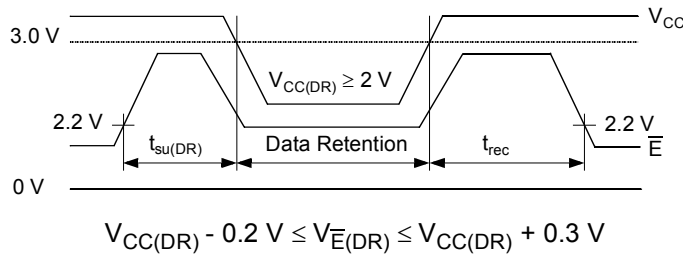 V_CC
3.0 V
V_CC(DR) ≥ 2 V
2.2 V
2.2 V
t_su(DR)
Data Retention
t_rec
E̅
0 V
V_CC(DR) - 0.2 V ≤ V_E̅(DR) ≤ V_CC(DR) + 0.3 V